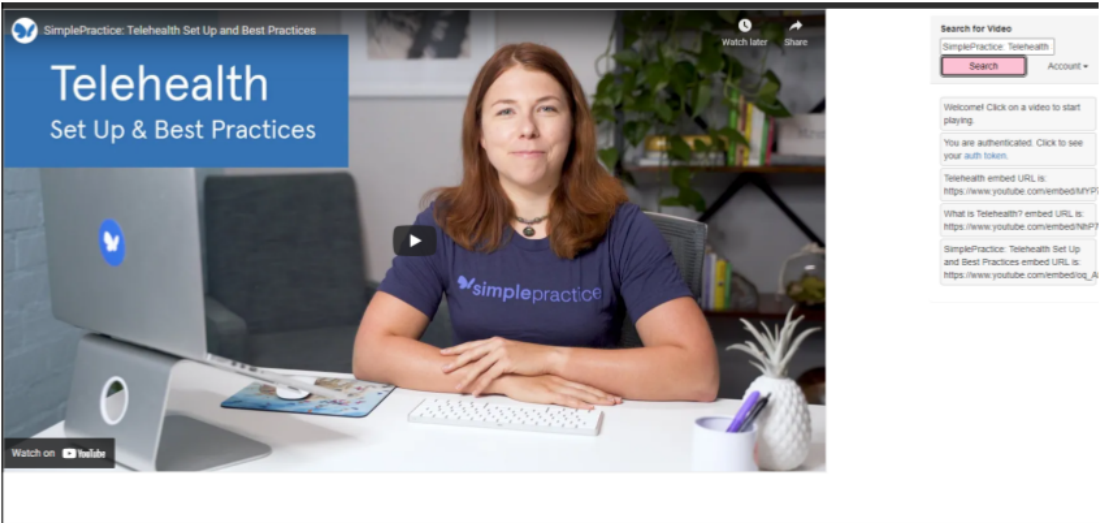 SimplePractice: Telehealth Set Up and Best Practices
Watch later
Share
Telehealth
Set Up & Best Practices
simplepractice
Watch on YouTube
Search for Video
SimplePractice: Telehealth
Search
Account
Welcome! Click on a video to start
playing.
You are authenticated. Click to see
your auth token.
Telehealth embed URL is:
https://www.youtube.com/embed/MYP
What is Telehealth? embed URL is:
https://www.youtube.com/embed/NhP7
SimplePractice: Telehealth Set Up
and Best Practices embed URL is:
https://www.youtube.com/embed/oq_A